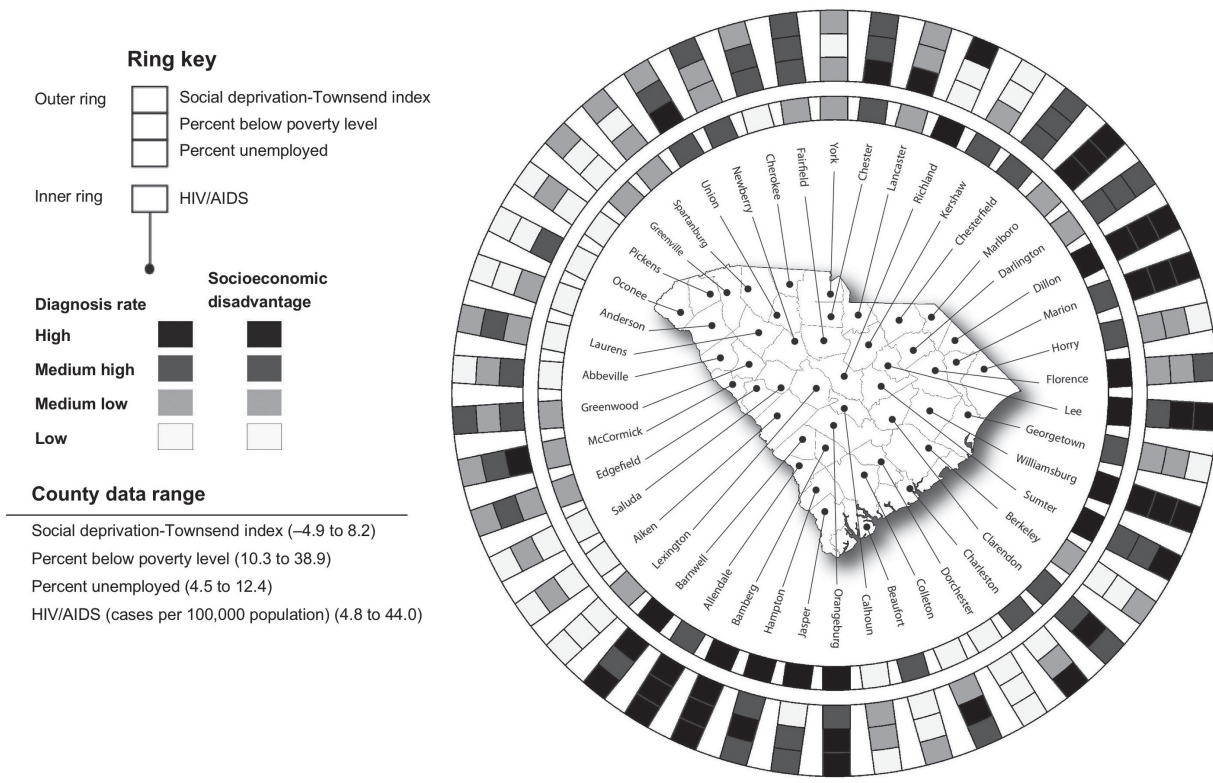 Ring key
Outer ring
Social deprivation-Townsend index
Percent below poverty level
Percent unemployed
Inner ring
HIV/AIDS
Diagnosis rate
Socioeconomic
disadvantage
High
Medium high
Medium low
Low
County data range
Social deprivation-Townsend index (–4.9 to 8.2)
Percent below poverty level (10.3 to 38.9)
Percent unemployed (4.5 to 12.4)
HIV/AIDS (cases per 100,000 population) (4.8 to 44.0)
York
Chester
Lancaster
Richland
Kershaw
Chesterfield
Marlboro
Darlington
Dillon
Marion
Horry
Florence
Lee
Georgetown
Williamsburg
Sumter
Berkeley
Clarendon
Charleston
Dorchester
Colleton
Beaufort
Calhoun
Orangeburg
Jasper
Hampton
Bamberg
Allendale
Barnwell
Lexington
Aiken
Saluda
Edgefield
McCormick
Greenwood
Abbeville
Laurens
Anderson
Oconee
Pickens
Greenville
Spartanburg
Union
Newberry
Cherokee
Fairfield